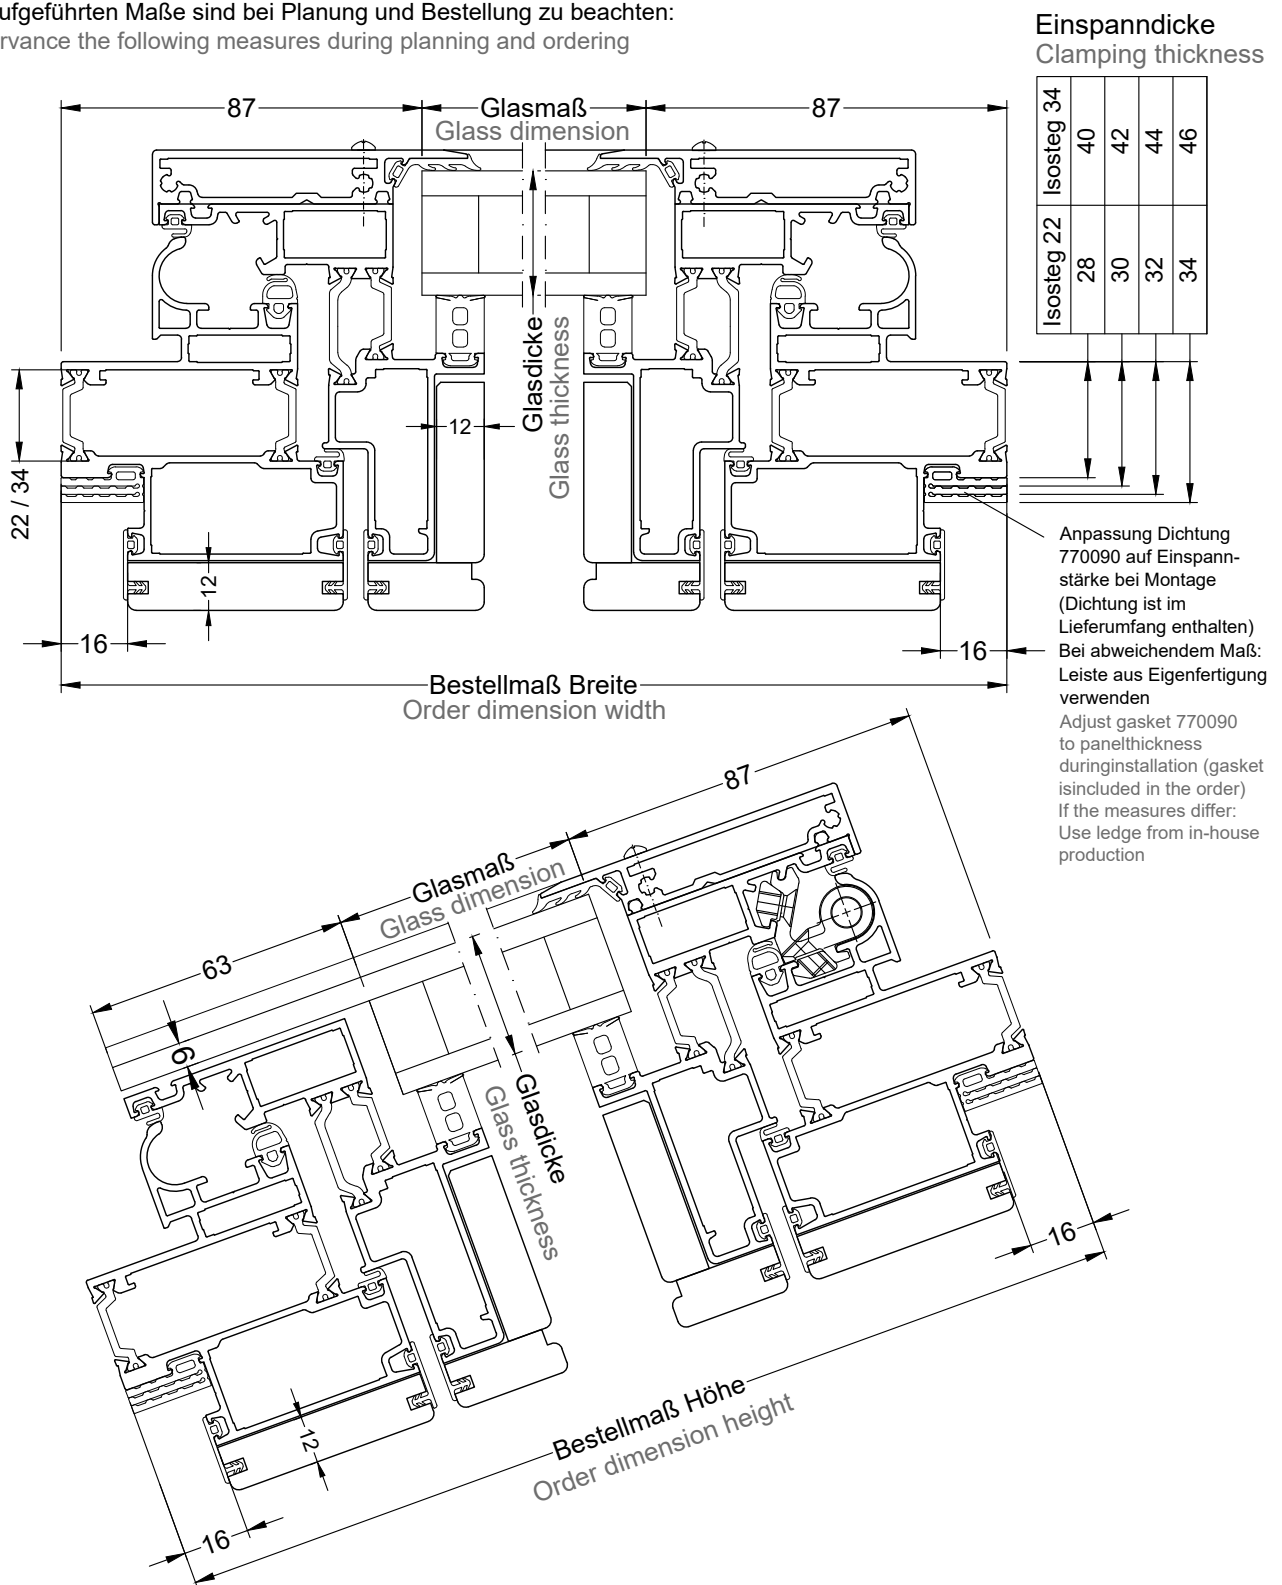 ufgeführten Maße sind bei Planung und Bestellung zu beachten:
rvance the following measures during planning and ordering
Einspanndicke
Clamping thickness
Isosteg 34 40 42 44 46
Isosteg 22 28 30 32 34
87
Glasmaß
Glass dimension
87
Glasdicke
Glass thickness
12
22 / 34
12
16
16
Bestellmaß Breite
Order dimension width
Anpassung Dichtung
770090 auf Einspann-
stärke bei Montage
(Dichtung ist im
Lieferumfang enthalten)
Bei abweichendem Maß:
Leiste aus Eigenfertigung
verwenden
Adjust gasket 770090
to panelthickness
duringinstallation (gasket
isincluded in the order)
If the measures differ:
Use ledge from in-house
production
87
Glasmaß
Glass dimension
63
6
Glasdicke
Glass thickness
16
12
16
Bestellmaß Höhe
Order dimension height